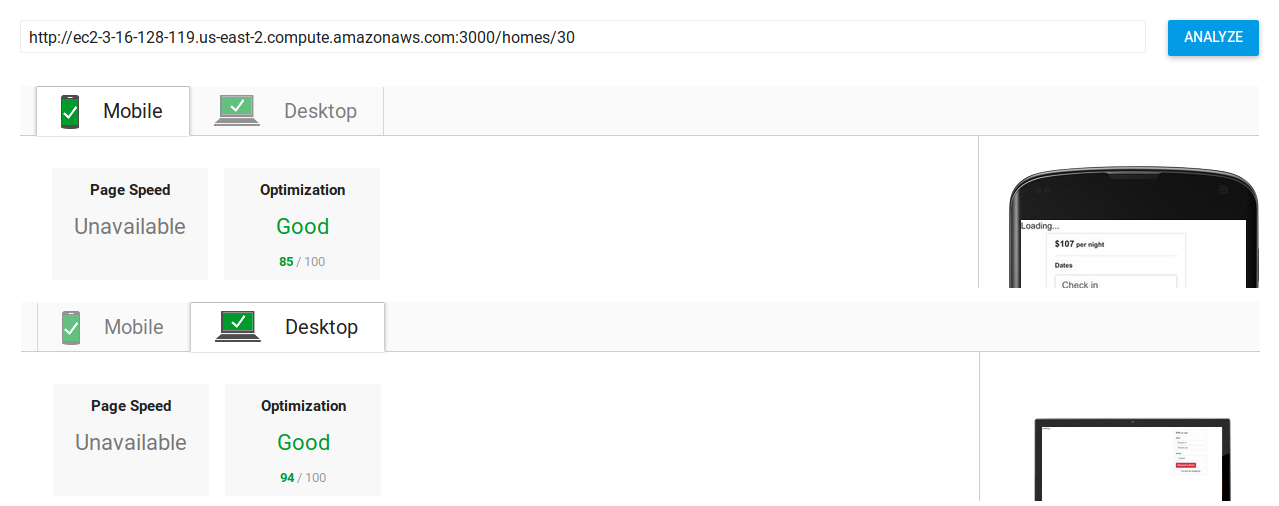 http://ec2-3-16-128-119.us-east-2.compute.amazonaws.com:3000/homes/30
ANALYZE
Mobile
Desktop
Page Speed
Optimization
Unavailable
Good
85 / 100
Loading...
$107 per night
Dates
Check in
Mobile
Desktop
Page Speed
Optimization
Unavailable
Good
94 / 100